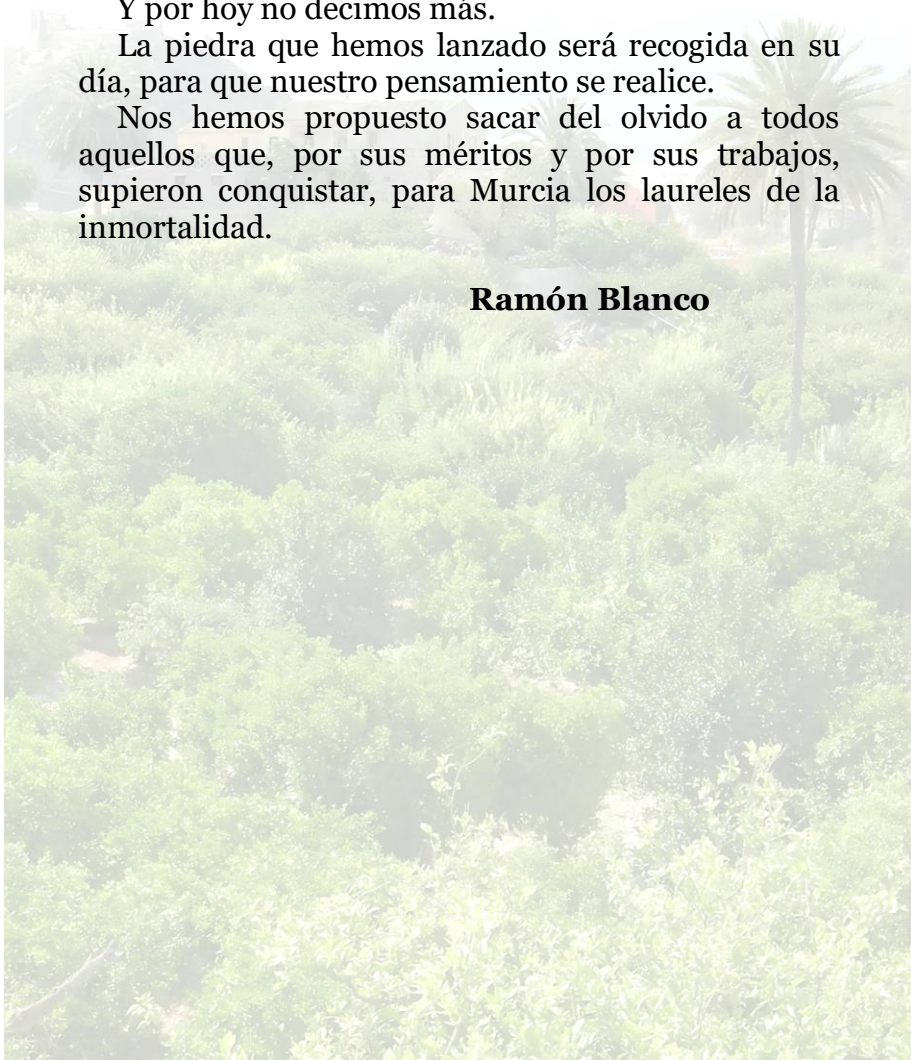 Y por hoy no decimos más.
La piedra que hemos lanzado será recogida en su
día, para que nuestro pensamiento se realice.
Nos hemos propuesto sacar del olvido a todos
aquellos que, por sus méritos y por sus trabajos,
supieron conquistar, para Murcia los laureles de la
inmortalidad.
Ramón Blanco